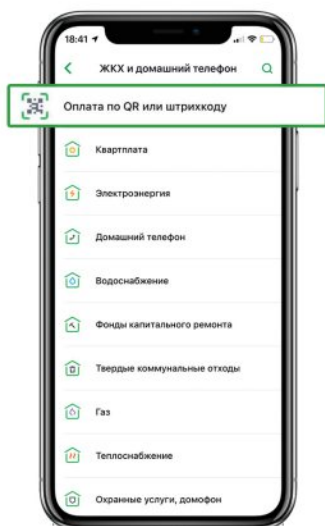 18:41
ЖКХ и домашний телефон
Оплата по QR или штрихкоду
Квартплата
Электроэнергия
Домашний телефон
Водоснабжение
Фонды капитального ремонта
Твердые коммунальные отходы
Газ
Теплоснабжение
Охранные услуги, домофон